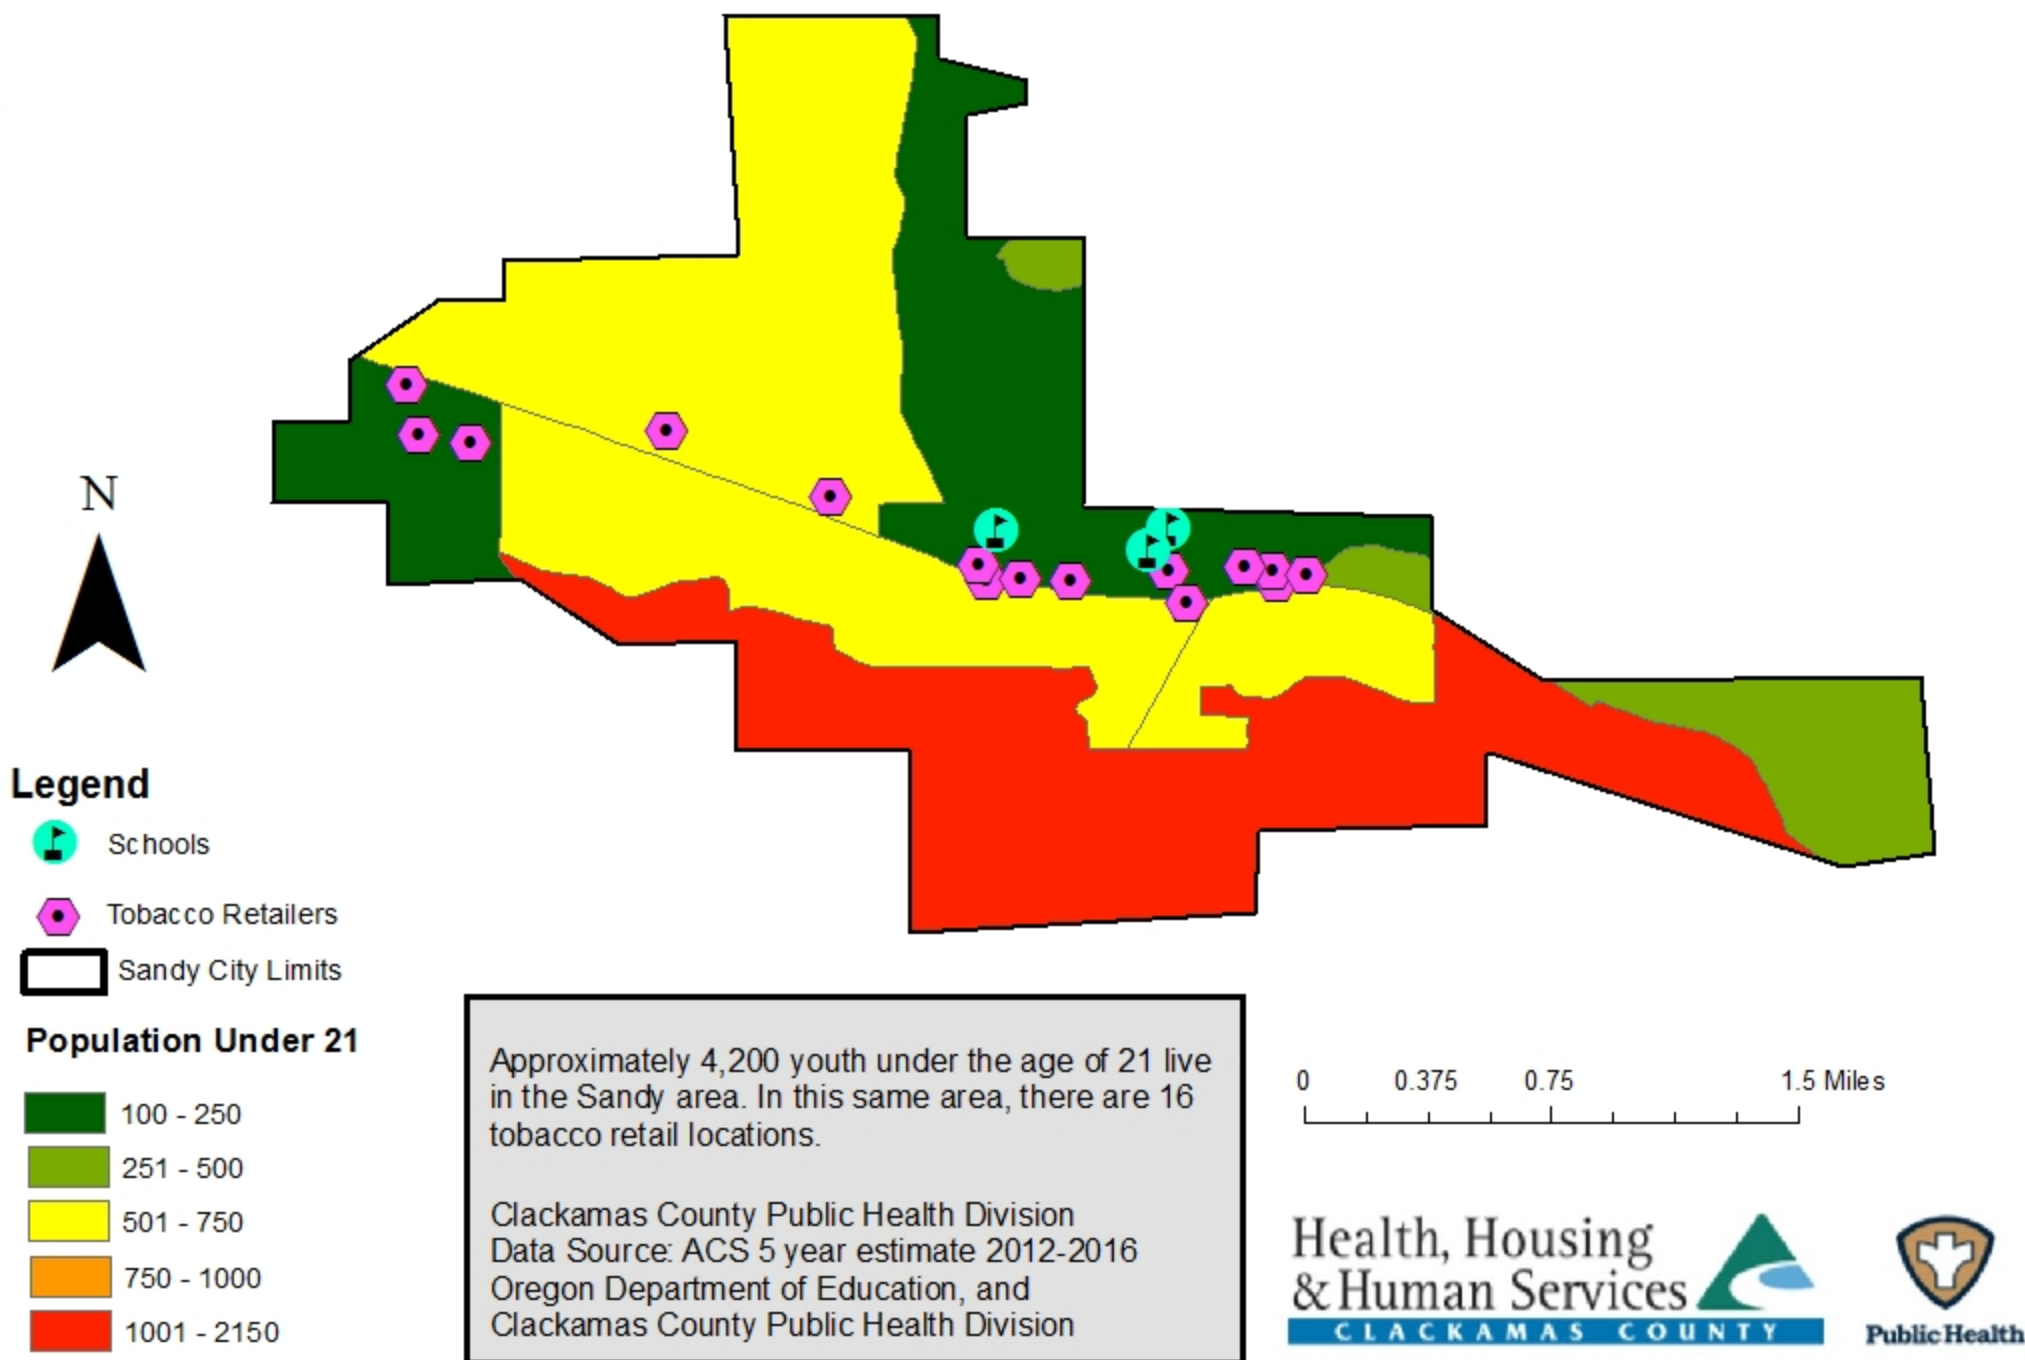 N
Legend
Schools
Tobacco Retailers
Sandy City Limits
Population Under 21
100 - 250
251 - 500
501 - 750
750 - 1000
1001 - 2150
Approximately 4,200 youth under the age of 21 live
in the Sandy area. In this same area, there are 16
tobacco retail locations.
Clackamas County Public Health Division
Data Source: ACS 5 year estimate 2012-2016
Oregon Department of Education, and
Clackamas County Public Health Division
0 0.375 0.75 1.5 Miles
Health, Housing
& Human Services
CLACKAMAS COUNTY
Public Health